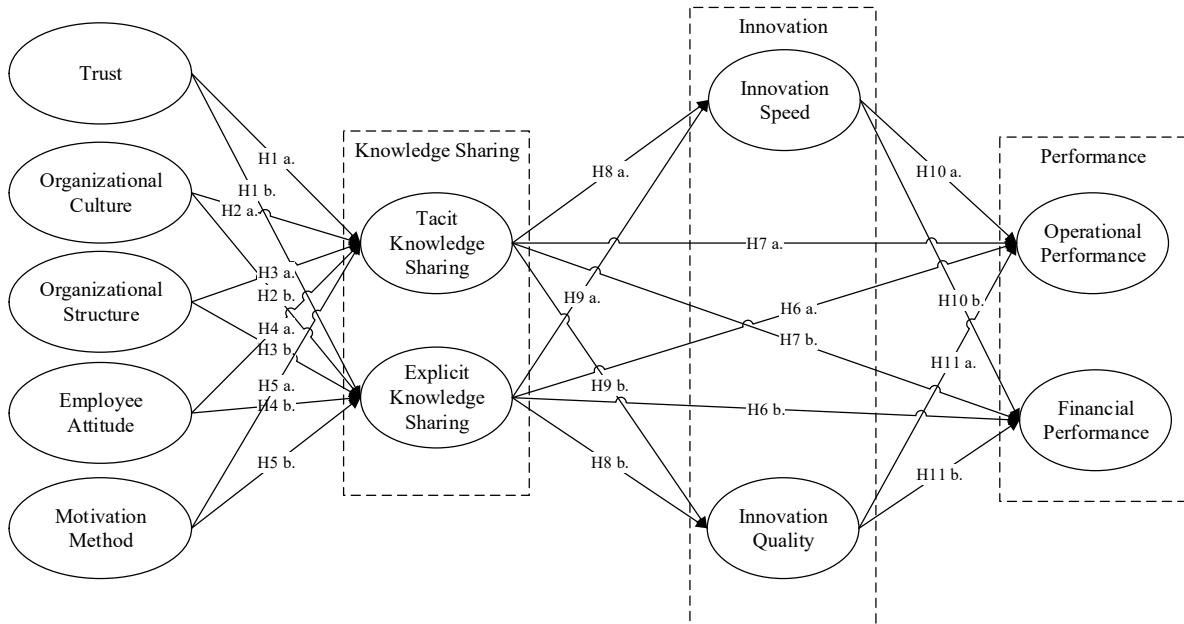 Innovation
Trust
Innovation
Speed
Knowledge Sharing
Performance
H1 a.
H8 a.
H10 a.
Organizational
Culture
H1 b.
H2 a.
Tacit
Knowledge
Sharing
H7 a.
Operational
Performance
H3 a.
H2 b.
H9 a.
H6 a.
H10 b.
Organizational
Structure
H4 a.
H3 b.
H7 b.
H11 a.
Employee
Attitude
H5 a.
H4 b.
Explicit
Knowledge
Sharing
H9 b.
H6 b.
Financial
Performance
H5 b.
H8 b.
H11 b.
Motivation
Method
Innovation
Quality